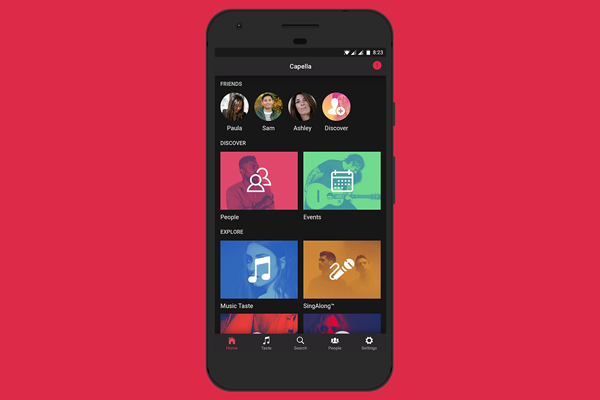 8:23
Capella
FRIENDS
Paula Sam Ashley Discover
DISCOVER
People Events
EXPLORE
Music Taste SingAlong™
Home Taste Search People Settings